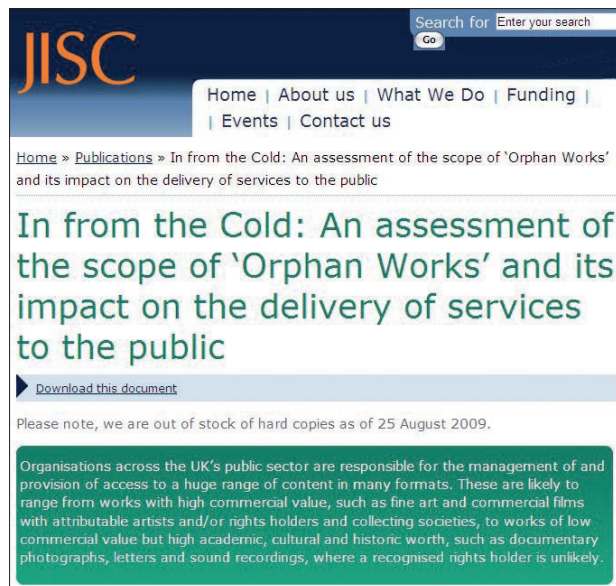 JISC
Search for Enter your search
Go
Home | About us | What We Do | Funding |
| Events | Contact us
Home » Publications » In from the Cold: An assessment of the scope of ‘Orphan Works’
and its impact on the delivery of services to the public
In from the Cold: An assessment of
the scope of ‘Orphan Works’ and its
impact on the delivery of services
to the public
Download this document
Please note, we are out of stock of hard copies as of 25 August 2009.
Organisations across the UK’s public sector are responsible for the management of and
provision of access to a huge range of content in many formats. These are likely to
range from works with high commercial value, such as fine art and commercial films
with attributable artists and/or rights holders and collecting societies, to works of low
commercial value but high academic, cultural and historic worth, such as documentary
photographs, letters and sound recordings, where a recognised rights holder is unlikely.